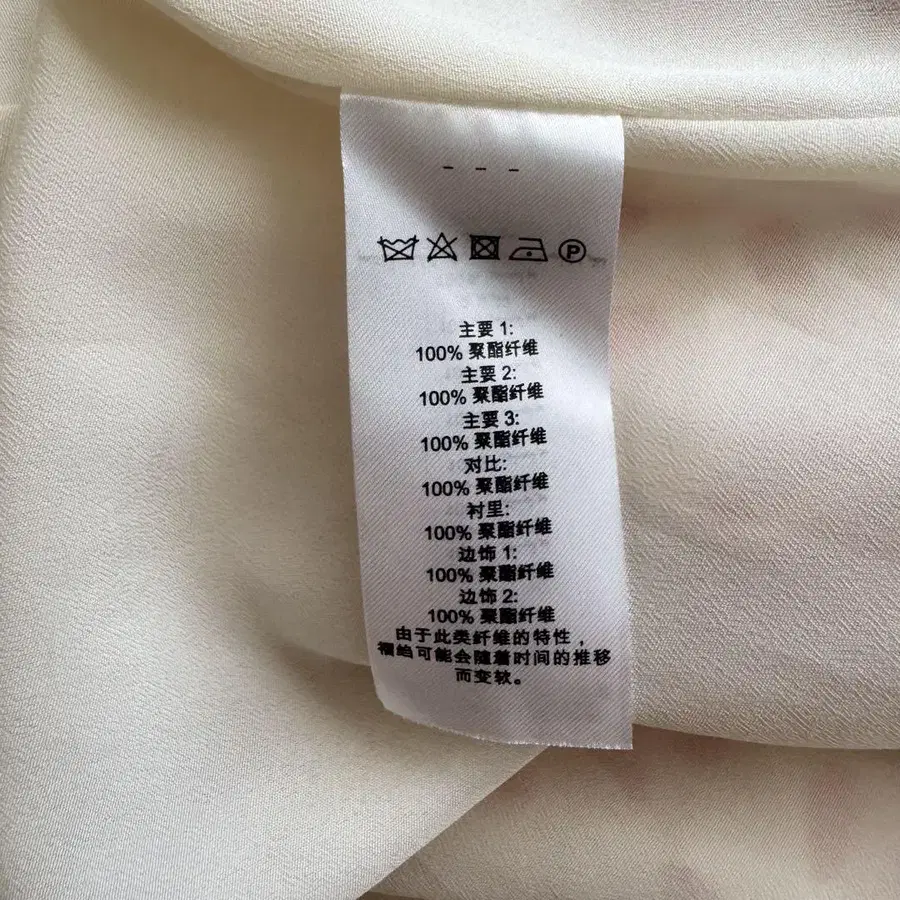 - - -
P
主要 1:
100% 聚酯纤维
主要 2:
100% 聚酯纤维
主要 3:
100% 聚酯纤维
对比:
100% 聚酯纤维
衬里:
100% 聚酯纤维
边饰 1:
100% 聚酯纤维
边饰 2:
100% 聚酯纤维
由于此类纤维的特性，
褶裥可能会随着时间的推移
而变软。